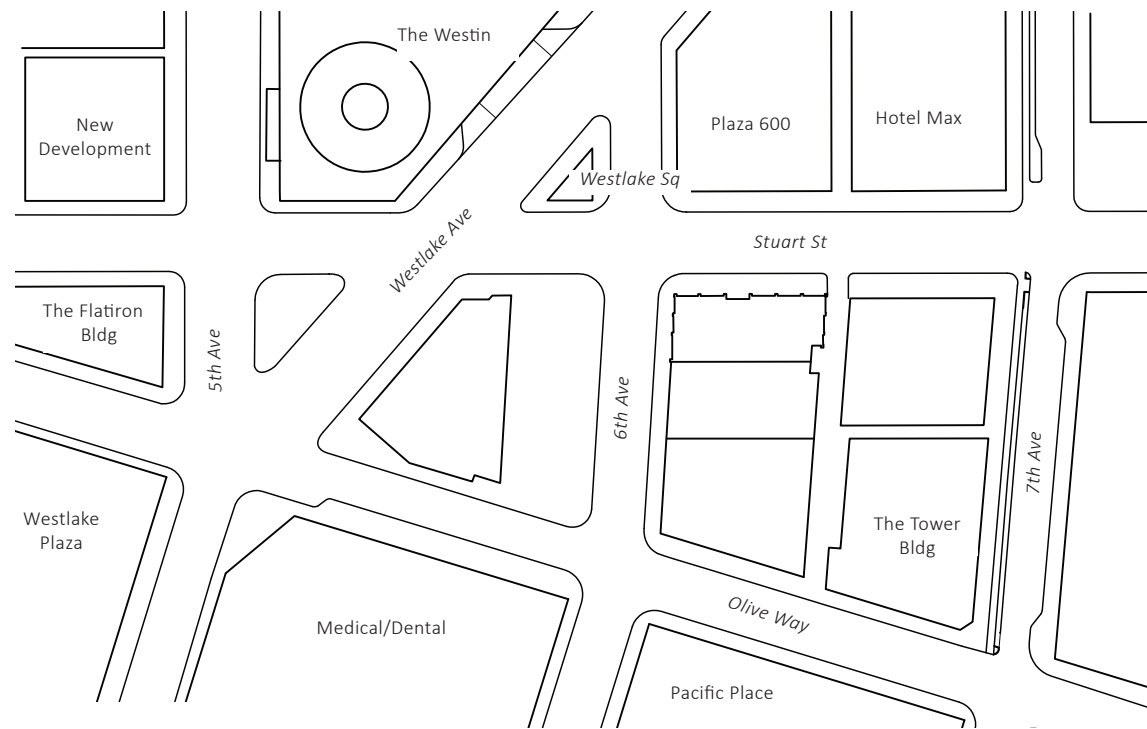 The Westin
New
Development
Plaza 600
Hotel Max
Westlake Sq
Westlake Ave
Stuart St
The Flatiron
Bldg
5th Ave
6th Ave
7th Ave
Westlake
Plaza
The Tower
Bldg
Olive Way
Medical/Dental
Pacific Place